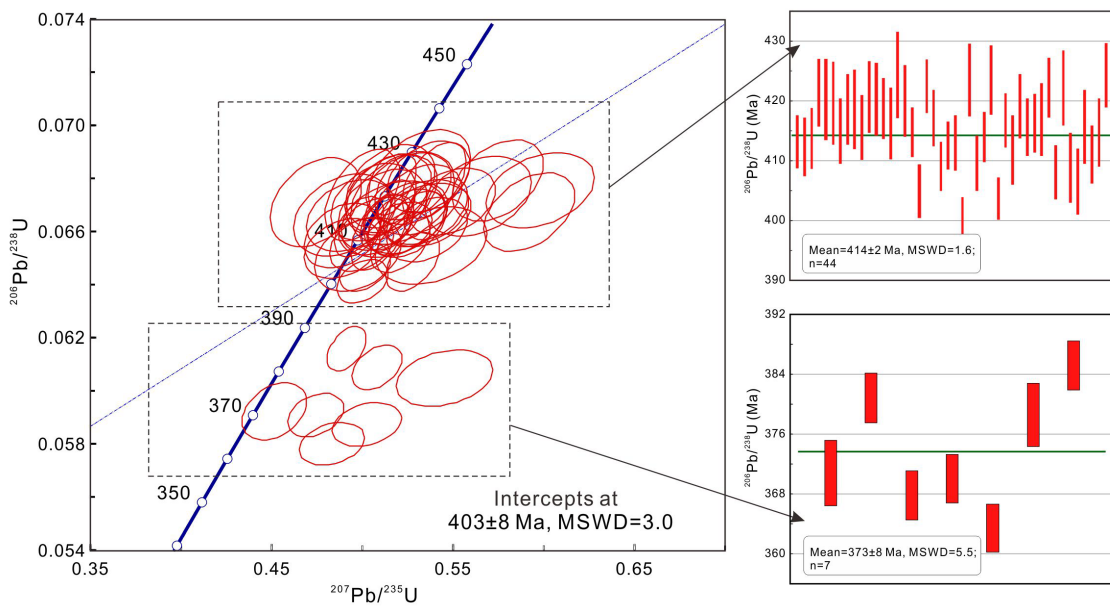 0.074
0.070
0.066
0.062
0.058
0.054
206Pb/238U
450
430
410
390
370
350
Intercepts at
403±8 Ma, MSWD=3.0
0.35
0.45
0.55
0.65
207Pb/235U
430
420
410
400
390
206Pb/238U (Ma)
Mean=414±2 Ma, MSWD=1.6;
n=44
392
384
376
368
360
206Pb/238U (Ma)
Mean=373±8 Ma, MSWD=5.5;
n=7